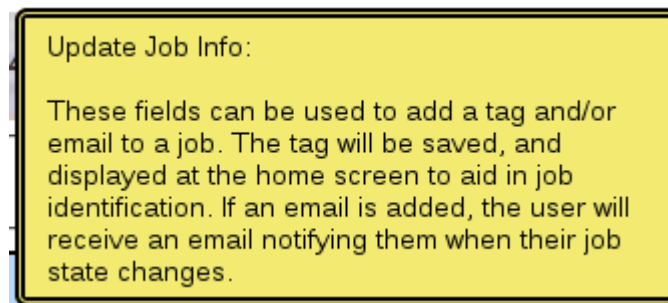 Update Job Info:
These fields can be used to add a tag and/or
email to a job. The tag will be saved, and
displayed at the home screen to aid in job
identification. If an email is added, the user will
receive an email notifying them when their job
state changes.